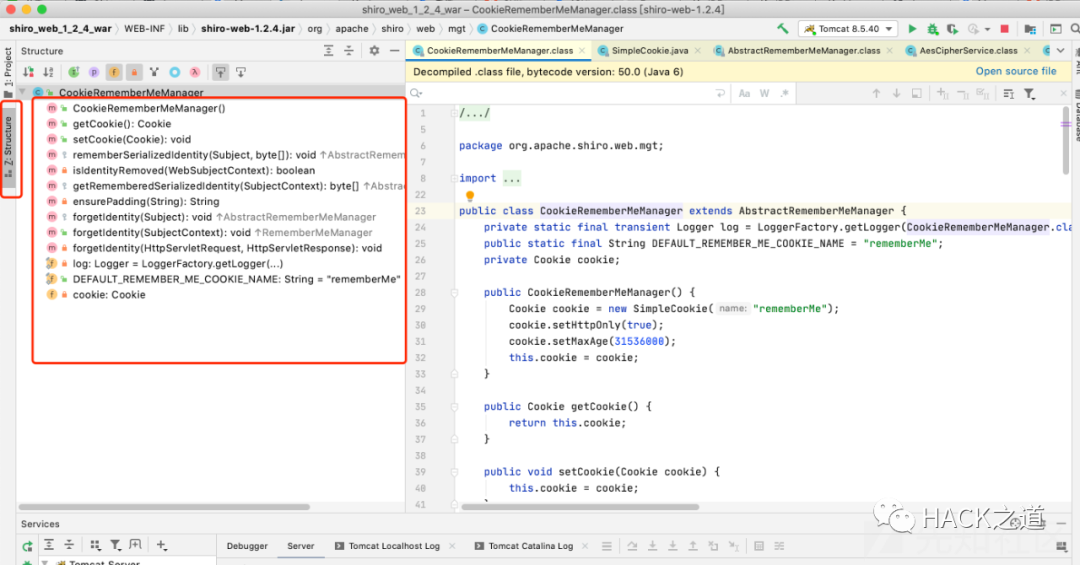 shiro_web_1_2_4_war – CookieRememberMeManager.class [shiro-web-1.2.4]
shiro_web_1_2_4_war WEB-INF lib shiro-web-1.2.4.jar org apache shiro web mgt CookieRememberMeManager Tomcat 8.5.40
1: Project
Z: Structure
Structure
CookieRememberMeManager
CookieRememberMeManager()
getCookie(): Cookie
setCookie(Cookie): void
rememberSerializedIdentity(Subject, byte[]): void ↑AbstractRemem
isIdentityRemoved(WebSubjectContext): boolean
getRememberedSerializedIdentity(SubjectContext): byte[] ↑Abstra
ensurePadding(String): String
forgetIdentity(Subject): void ↑AbstractRememberMeManager
forgetIdentity(SubjectContext): void ↑RememberMeManager
forgetIdentity(HttpServletRequest, HttpServletResponse): void
log: Logger = LoggerFactory.getLogger(...)
DEFAULT_REMEMBER_ME_COOKIE_NAME: String = "rememberMe"
cookie: Cookie
CookieRememberMeManager.class SimpleCookie.java AbstractRememberMeManager.class AesCipherService.class
Decompiled .class file, bytecode version: 50.0 (Java 6) Open source file
Aa W .*
1 /.../
5
6 package org.apache.shiro.web.mgt;
7
8 import ...
22
23 public class CookieRememberMeManager extends AbstractRememberMeManager {
24 private static final transient Logger log = LoggerFactory.getLogger(CookieRememberMeManager.cla
25 public static final String DEFAULT_REMEMBER_ME_COOKIE_NAME = "rememberMe";
26 private Cookie cookie;
27
28 public CookieRememberMeManager() {
29 Cookie cookie = new SimpleCookie( name: "rememberMe");
30 cookie.setHttpOnly(true);
31 cookie.setMaxAge(31536000);
32 this.cookie = cookie;
33 }
34
35 public Cookie getCookie() {
36 return this.cookie;
37 }
38
39 public void setCookie(Cookie cookie) {
40 this.cookie = cookie;
41
Database
HACK之道
Services
Debugger Server Tomcat Localhost Log Tomcat Catalina Log
Tomcat Server